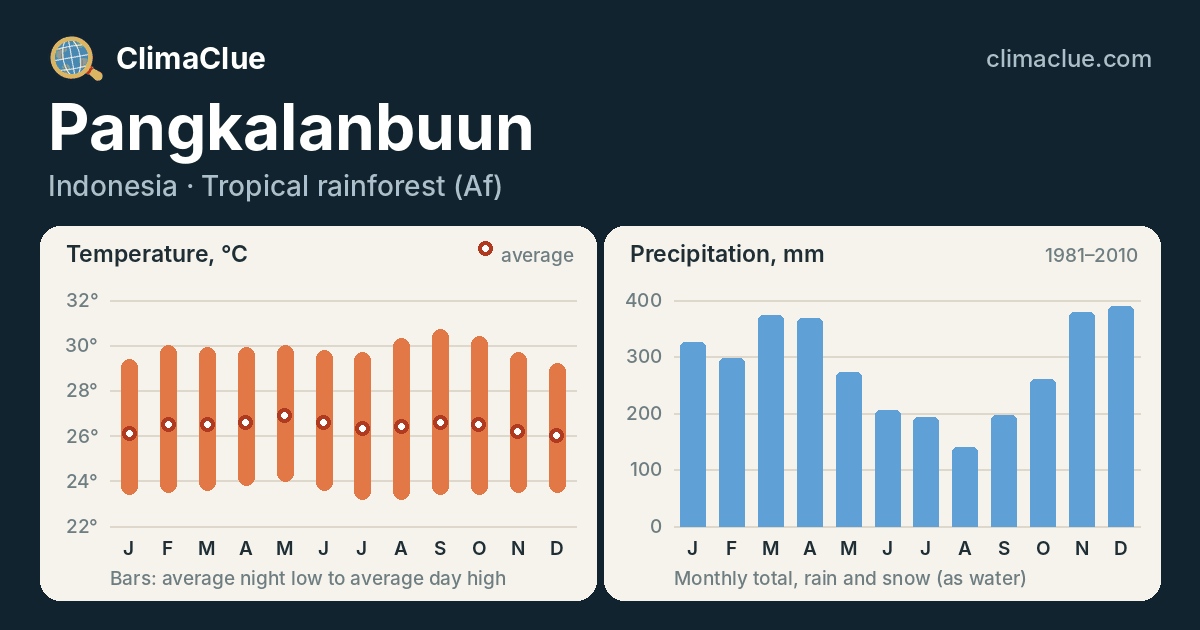 ClimaClue
climaclue.com
Pangkalanbuun
Indonesia · Tropical rainforest (Af)
Temperature, °C
average
32°
30°
28°
26°
24°
22°
J F M A M J J A S O N D
Bars: average night low to average day high
Precipitation, mm
1981–2010
400
300
200
100
0
J F M A M J J A S O N D
Monthly total, rain and snow (as water)